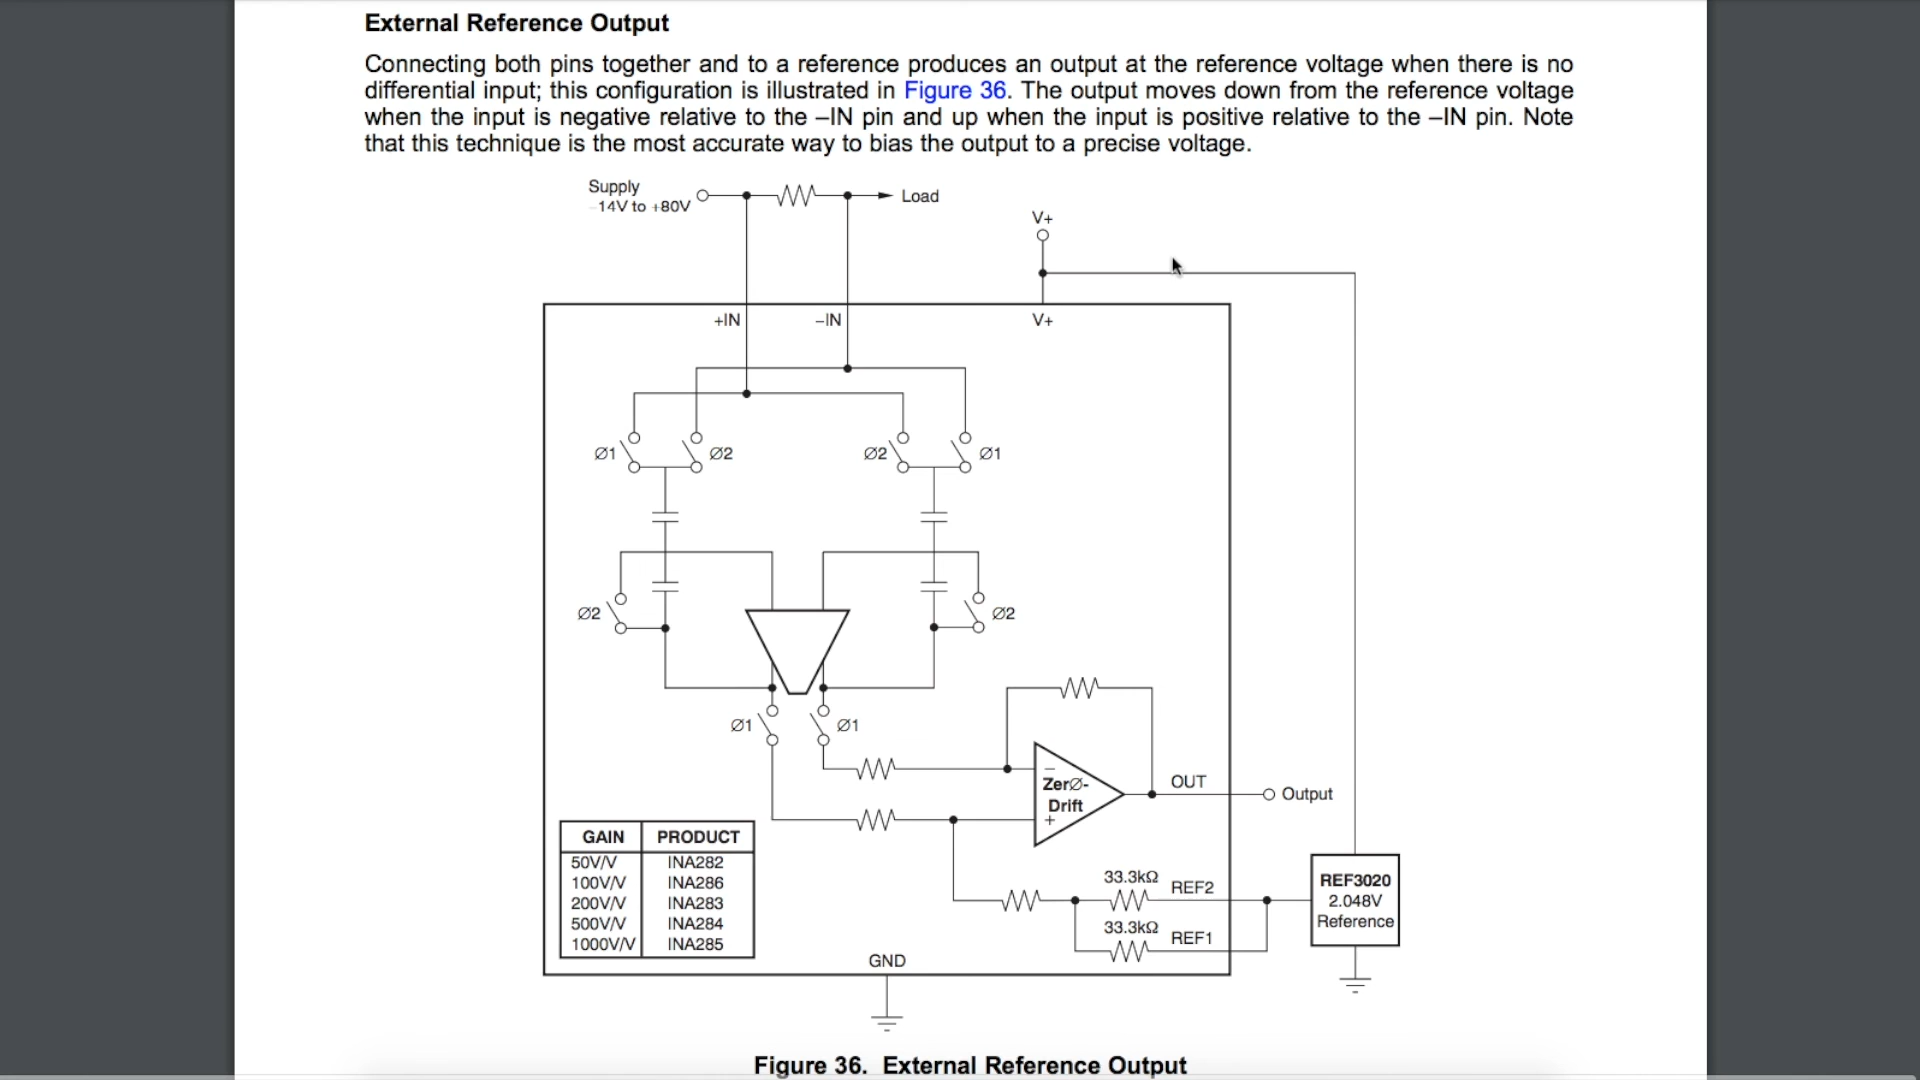 External Reference Output
Connecting both pins together and to a reference produces an output at the reference voltage when there is no
differential input; this configuration is illustrated in Figure 36. The output moves down from the reference voltage
when the input is negative relative to the –IN pin and up when the input is positive relative to the –IN pin. Note
that this technique is the most accurate way to bias the output to a precise voltage.
Supply
-14V to +80V
Load
V+
+IN
–IN
V+
Ø1
Ø2
Ø2
Ø1
Ø2
Ø2
Ø1
Ø1
–
ZerØ-
Drift
+
OUT
Output
GAIN PRODUCT
50V/V INA282
100V/V INA286
200V/V INA283
500V/V INA284
1000V/V INA285
33.3kΩ
REF2
33.3kΩ
REF1
REF3020
2.048V
Reference
GND
Figure 36. External Reference Output